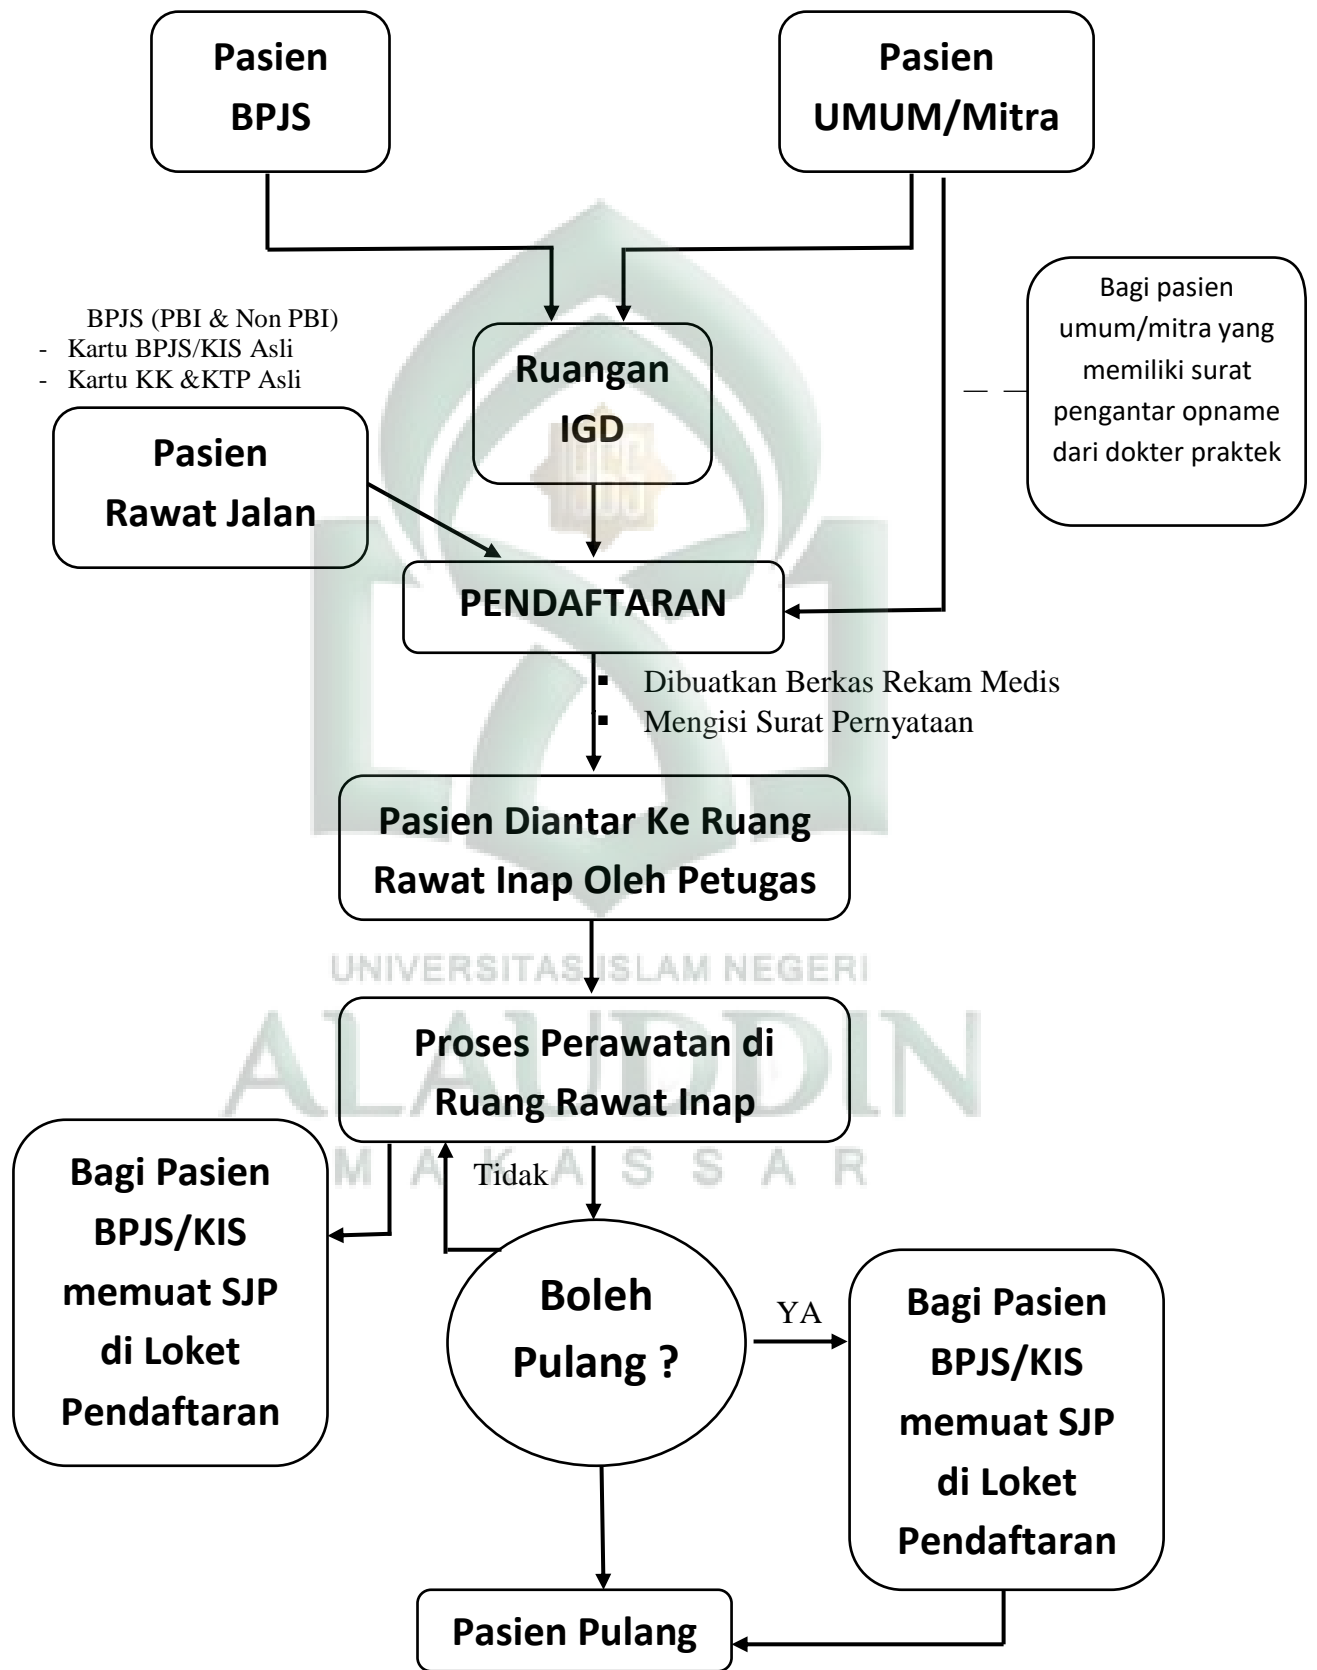 Pasien
BPJS
Pasien
UMUM/Mitra
Bagi pasien
umum/mitra yang
memiliki surat
pengantar opname
dari dokter praktek
BPJS (PBI & Non PBI)
- Kartu BPJS/KIS Asli
- Kartu KK &KTP Asli
Ruangan
IGD
Pasien
Rawat Jalan
PENDAFTARAN
▪ Dibuatkan Berkas Rekam Medis
▪ Mengisi Surat Pernyataan
Pasien Diantar Ke Ruang
Rawat Inap Oleh Petugas
UNIVERSITAS ISLAM NEGERI
ALAUDDIN
MAKASSAR
Proses Perawatan di
Ruang Rawat Inap
Tidak
Bagi Pasien
BPJS/KIS
memuat SJP
di Loket
Pendaftaran
Boleh
Pulang ?
YA
Bagi Pasien
BPJS/KIS
memuat SJP
di Loket
Pendaftaran
Pasien Pulang